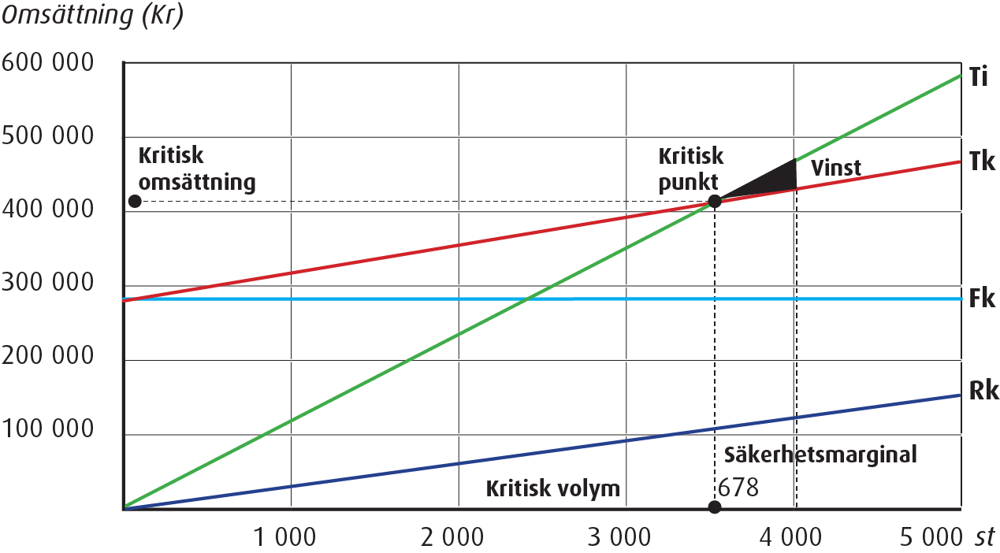 Omsättning (Kr)
600 000
Ti
500 000
Kritisk
omsättning
Kritisk
punkt
Vinst
Tk
400 000
300 000
Fk
200 000
Rk
100 000
Säkerhetsmarginal
Kritisk volym
678
1 000 2 000 3 000 4 000 5 000 st